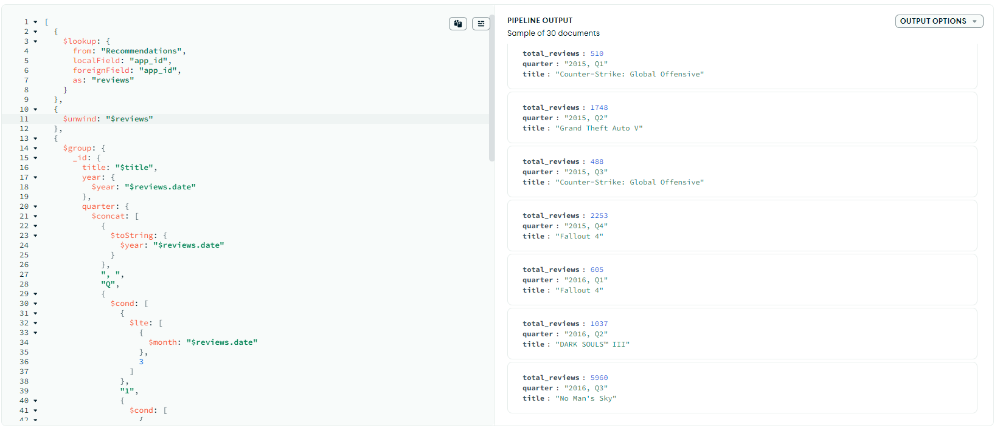 1 [
2 {
3 $lookup: {
4 from: "Recommendations",
5 localField: "app_id",
6 foreignField: "app_id",
7 as: "reviews"
8 }
9 },
10 {
11 $unwind: "$reviews"
12 },
13 {
14 $group: {
15 _id: {
16 title: "$title",
17 year: {
18 $year: "$reviews.date"
19 },
20 quarter: {
21 $concat: [
22 {
23 $toString: {
24 $year: "$reviews.date"
25 }
26 },
27 ", ",
28 "Q",
29 {
30 $cond: [
31 {
32 $lte: [
33 {
34 $month: "$reviews.date"
35 },
36 3
37 ]
38 },
39 "1",
40 {
41 $cond: [
42 {
PIPELINE OUTPUT
Sample of 30 documents
OUTPUT OPTIONS
total_reviews : 510
quarter : "2015, Q1"
title : "Counter-Strike: Global Offensive"
total_reviews : 1748
quarter : "2015, Q2"
title : "Grand Theft Auto V"
total_reviews : 488
quarter : "2015, Q3"
title : "Counter-Strike: Global Offensive"
total_reviews : 2253
quarter : "2015, Q4"
title : "Fallout 4"
total_reviews : 605
quarter : "2016, Q1"
title : "Fallout 4"
total_reviews : 1037
quarter : "2016, Q2"
title : "DARK SOULS™ III"
total_reviews : 5960
quarter : "2016, Q3"
title : "No Man's Sky"